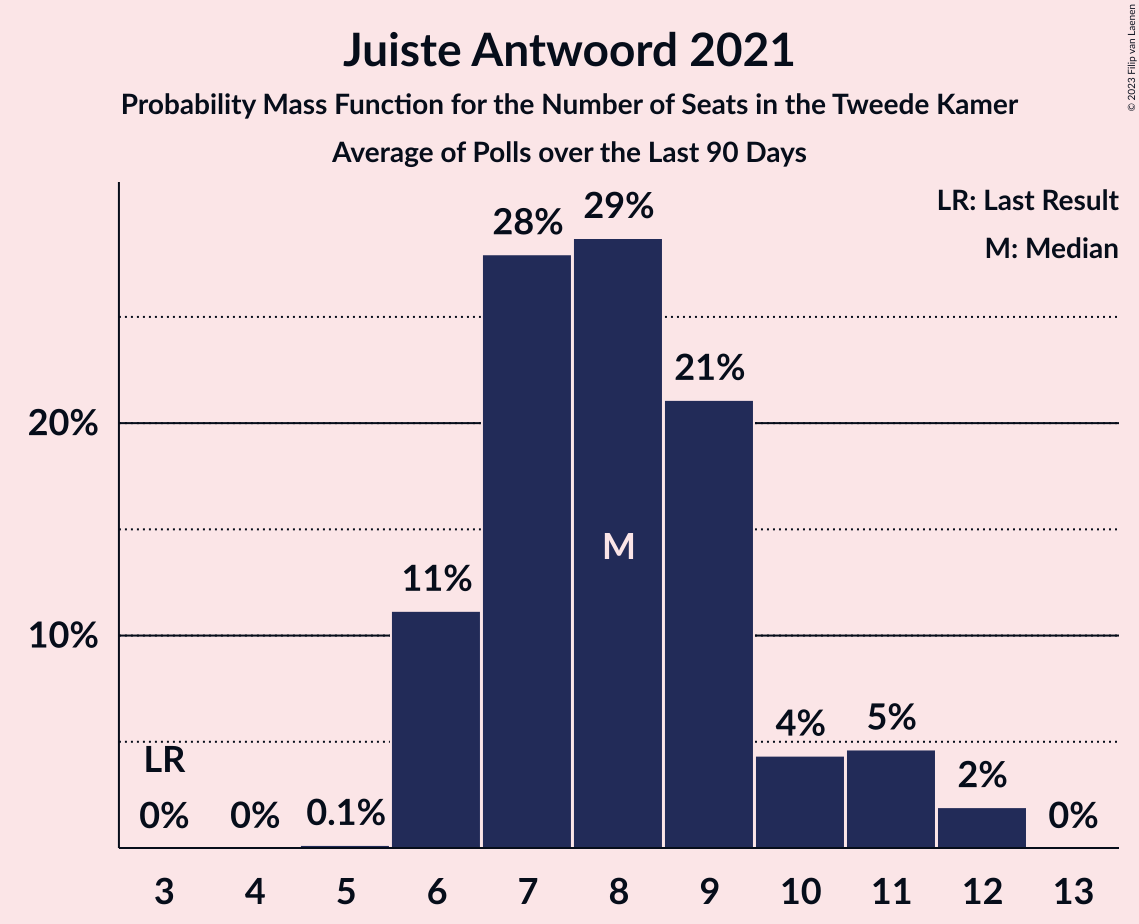 Juiste Antwoord 2021
Probability Mass Function for the Number of Seats in the Tweede Kamer
Average of Polls over the Last 90 Days
© 2023 Filip van Laenen
LR: Last Result
M: Median
20%
10%
LR
0%
0%
0.1%
11%
28%
29%
M
21%
4%
5%
2%
0%
3 4 5 6 7 8 9 10 11 12 13